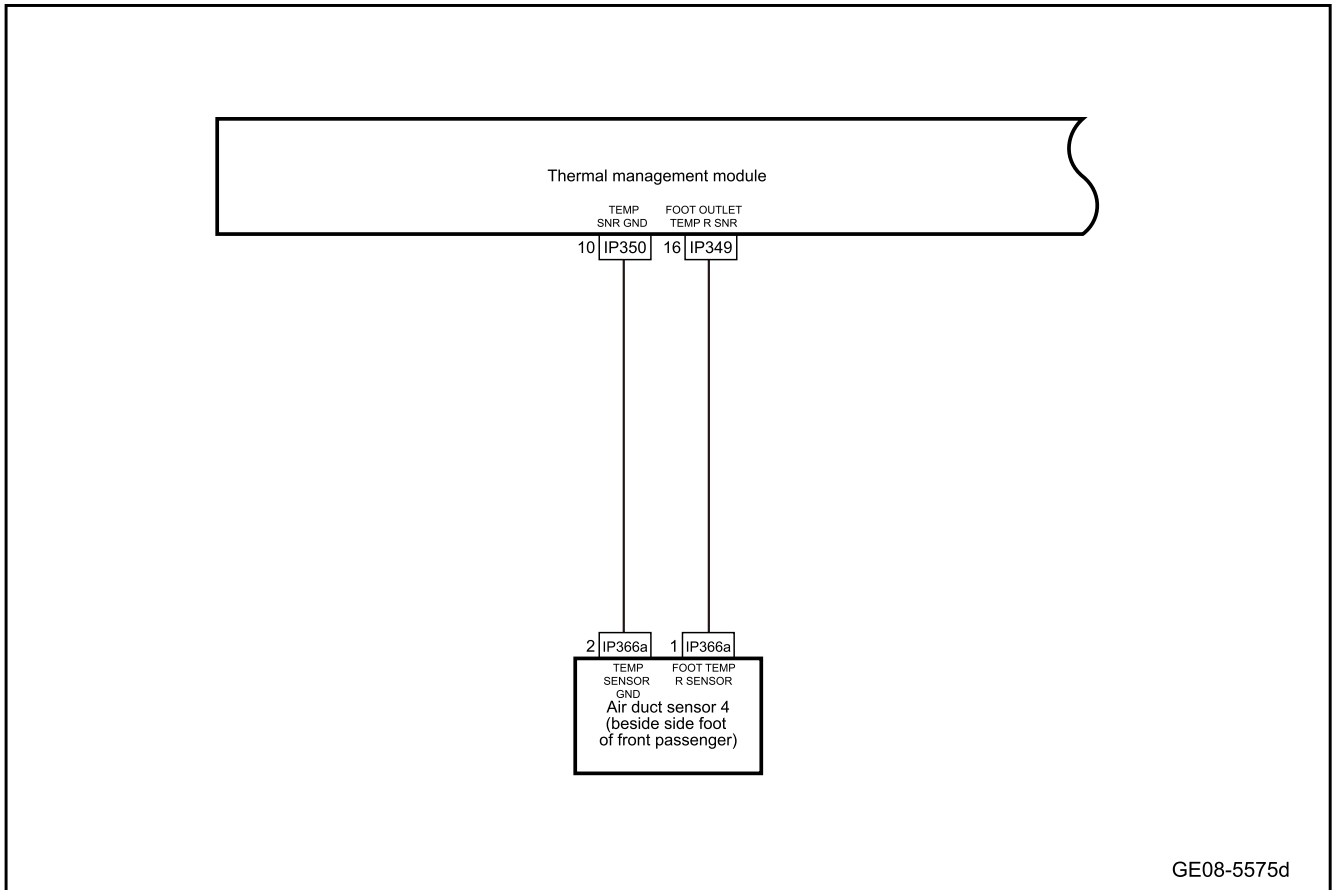 Thermal management module
TEMP
SNR GND
FOOT OUTLET
TEMP R SNR
10 IP350
16 IP349
2 IP366a
1 IP366a
TEMP
SENSOR
GND
FOOT TEMP
R SENSOR
Air duct sensor 4
(beside side foot
of front passenger)
GE08-5575d